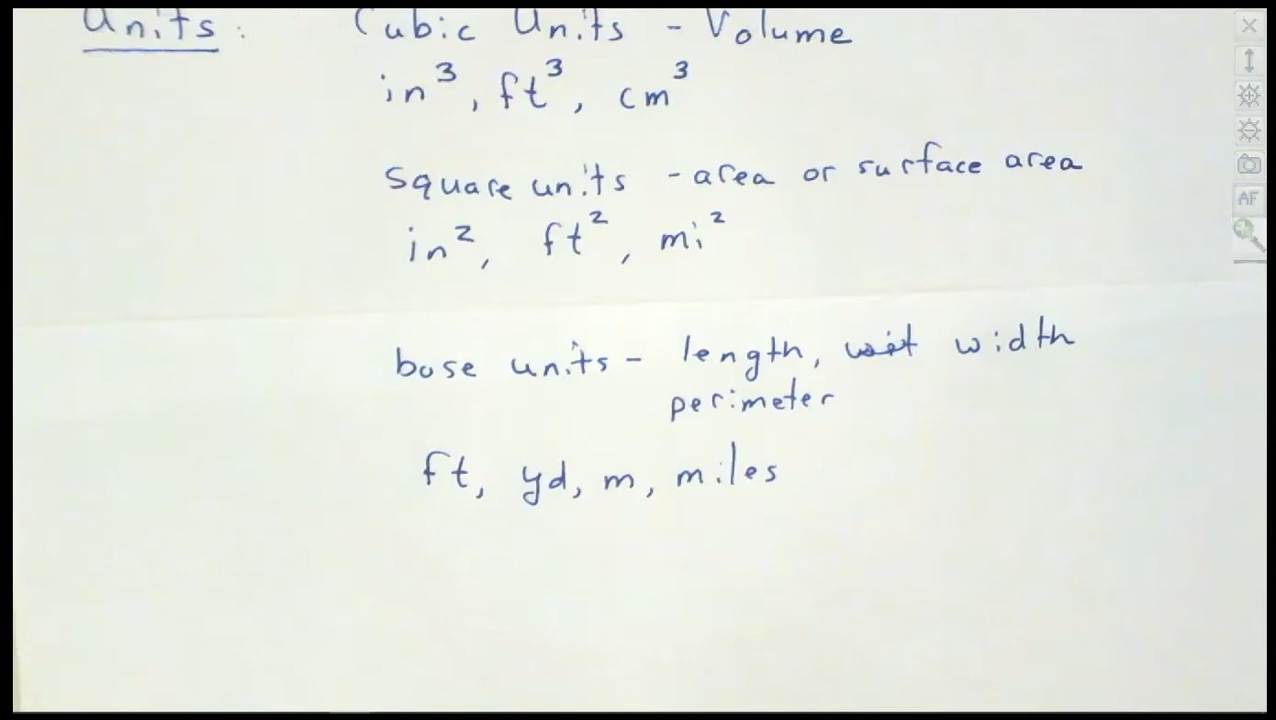 Units: Cubic Units - Volume
in³, ft³, cm³
square units - area or surface area
in², ft², mi²
base units - length, width
perimeter
ft, yd, m, miles
AF